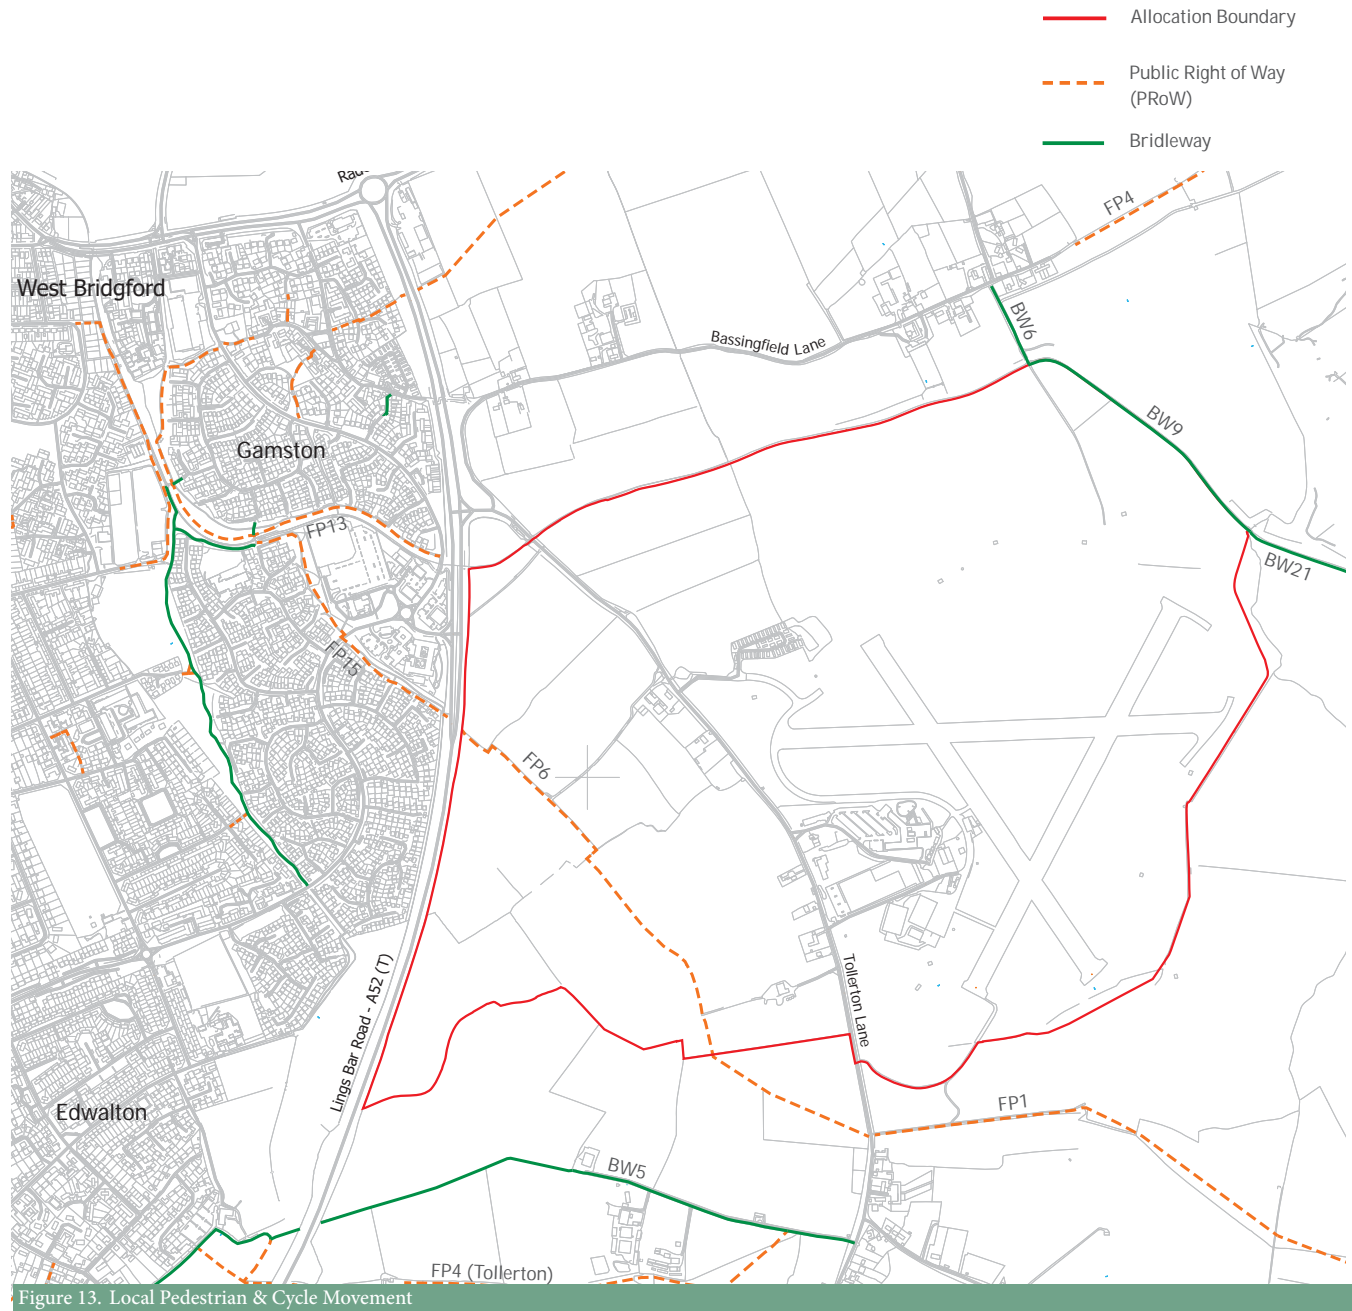 Allocation Boundary
Public Right of Way
(PRoW)
Bridleway
FP4
West Bridgford
BW6
Bassingfield Lane
BW9
Gamston
FP13
BW21
FP15
FP6
Lings Bar Road - A52 (T)
Tollerton Lane
Edwalton
FP1
BW5
FP4 (Tollerton)
Figure 13. Local Pedestrian & Cycle Movement